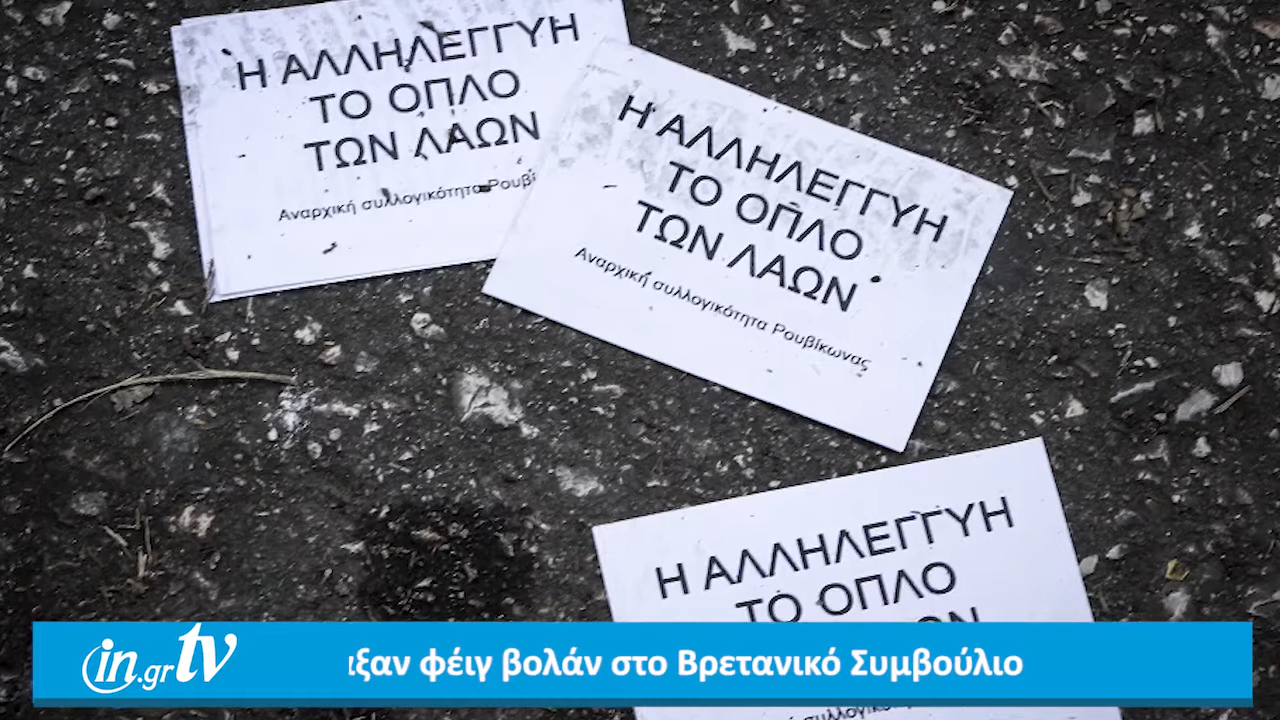 Η ΑΛΛΗΛΕΓΓΥΗ
ΤΟ ΟΠΛΟ
ΤΩΝ ΛΑΩΝ
Αναρχική συλλογικότητα
Η ΑΛΛΗΛΕΓΓΥΗ
ΤΟ ΟΠΛΟ
ΤΩΝ ΛΑΩΝ
Αναρχική συλλογικότητα Ρουβίκωνας
Η ΑΛΛΗΛΕΓΓΥΗ
ΤΟ ΟΠΛΟ
in.gr tv
φέιγ βολάν στο Βρετανικό Συμβούλιο